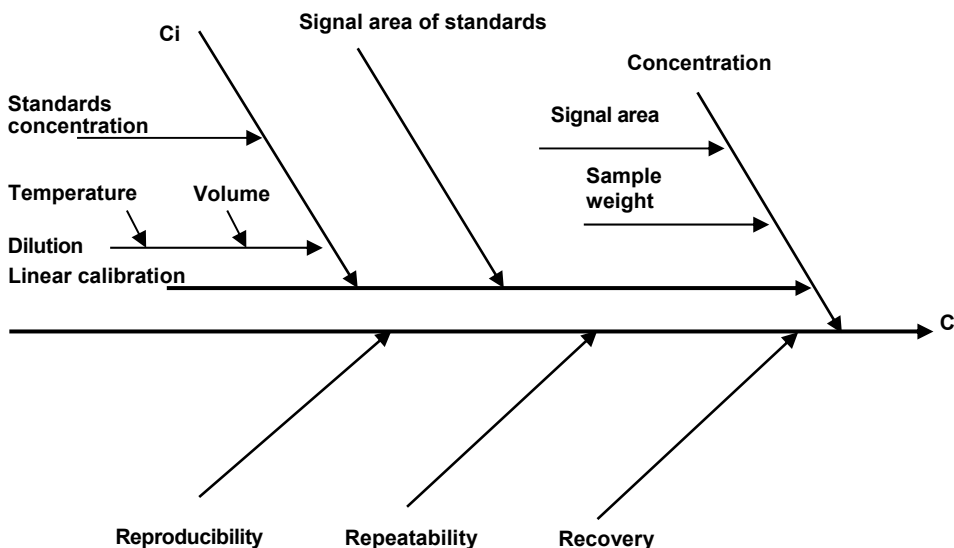 Ci
Signal area of standards
Concentration
Standards
concentration
Signal area
Sample
weight
Temperature
Volume
Dilution
Linear calibration
C
Reproducibility
Repeatability
Recovery